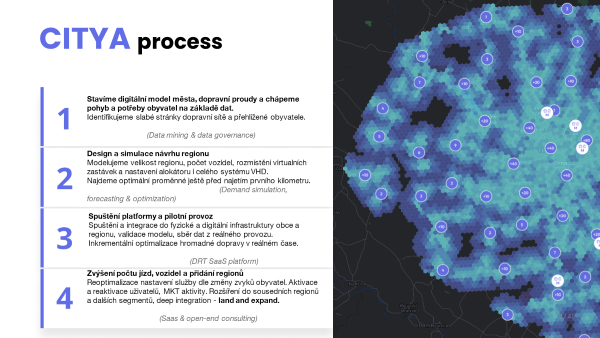 CITYA process
1
Stavíme digitální model města, dopravní proudy a chápeme
pohyb a potřeby obyvatel na základě dat.
Identifikujeme slabé stránky dopravní sítě a přehlížené obyvatele.
(Data mining & data governance)
2
Design a simulace návrhu regionu
Modelujeme velikost regionu, počet vozidel, rozmístění virtuálních
zastávek a nastavení alokátoru i celého systému VHD.
Najdeme optimální proměnné ještě před najetím prvního kilometru.
(Demand simulation,
forecasting & optimization)
3
Spuštění platformy a pilotní provoz
Spuštění a integrace do fyzické a digitální infrastruktury obce a
regionu, validace modelu, sběr dat z reálného provozu.
Inkrementální optimalizace hromadné dopravy v reálném čase.
(DRT SaaS platform)
4
Zvýšení počtu jízd, vozidel a přidání regionů
Reoptimalizace nastavení služby dle změny zvyků obyvatel. Aktivace
a reaktivace uživatelů, MKT aktivity. Rozšíření do sousedních regionů
a dalších segmentů, deep integration - land and expand.
(Saas & open-end consulting)